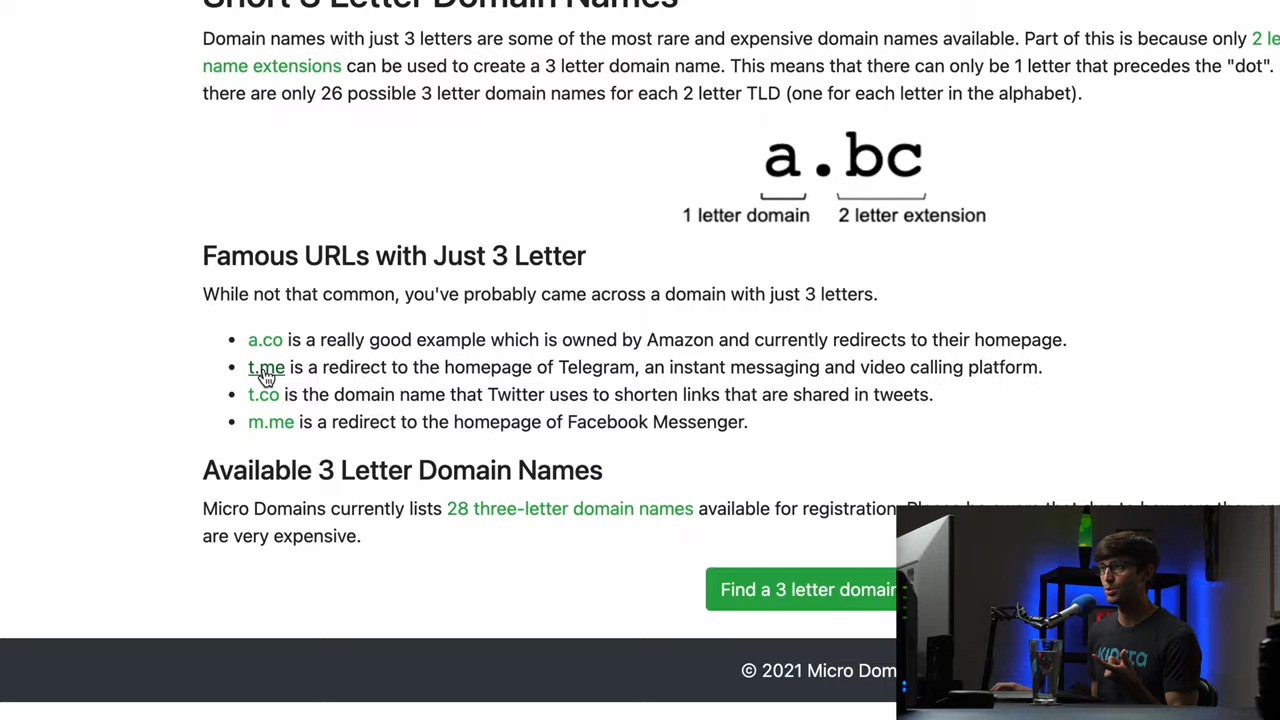 Short 3 Letter Domain Names
Domain names with just 3 letters are some of the most rare and expensive domain names available. Part of this is because only 2 le
name extensions can be used to create a 3 letter domain name. This means that there can only be 1 letter that precedes the "dot".
there are only 26 possible 3 letter domain names for each 2 letter TLD (one for each letter in the alphabet).
a.bc
1 letter domain 2 letter extension
Famous URLs with Just 3 Letter
While not that common, you've probably came across a domain with just 3 letters.
• a.co is a really good example which is owned by Amazon and currently redirects to their homepage.
• t.me is a redirect to the homepage of Telegram, an instant messaging and video calling platform.
• t.co is the domain name that Twitter uses to shorten links that are shared in tweets.
• m.me is a redirect to the homepage of Facebook Messenger.
Available 3 Letter Domain Names
Micro Domains currently lists 28 three-letter domain names available for registration.
are very expensive.
Find a 3 letter domain
© 2021 Micro Dom
KINSTA